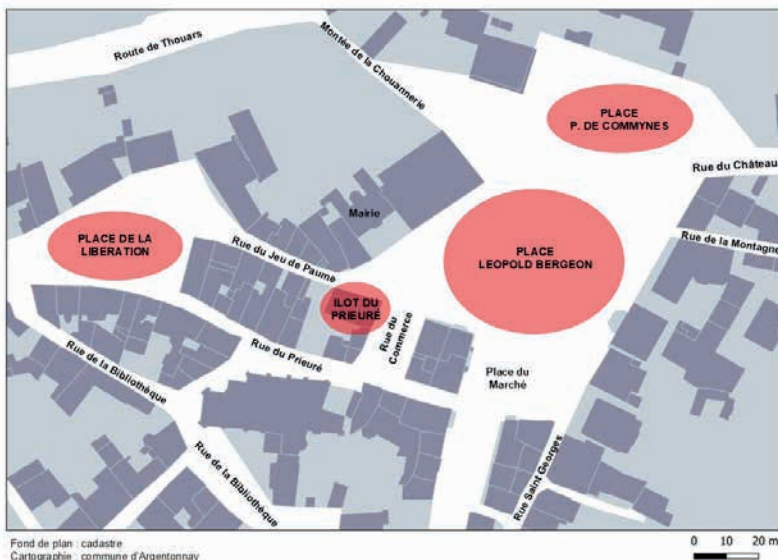 Route de Thouars
Montée de la Chouannerie
PLACE
P. DE COMMYNES
Rue du Château
Mairie
PLACE DE LA
LIBERATION
Rue du Jeu de Paume
PLACE
LEOPOLD BERGEON
Rue de la Montagne
ILOT DU
PRIEURÉ
Rue du
Commerce
Rue du Prieuré
Rue de la Bibliothèque
Place du
Marché
Rue de la Bibliothèque
Rue Saint Georges
Fond de plan : cadastre
Cartographie : commune d'Argentonnay
0 10 20 m